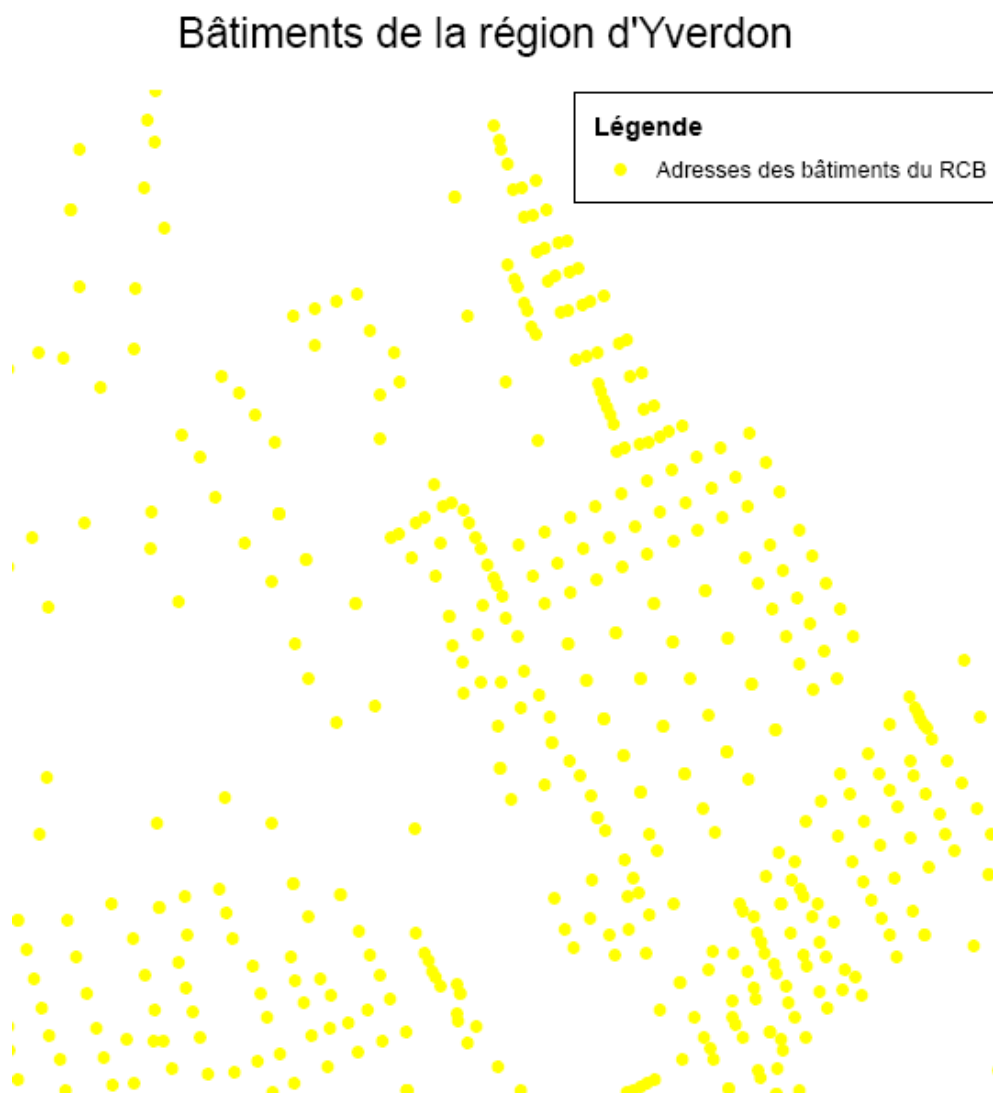 Bâtiments de la région d'Yverdon
Légende
Adresses des bâtiments du RCB